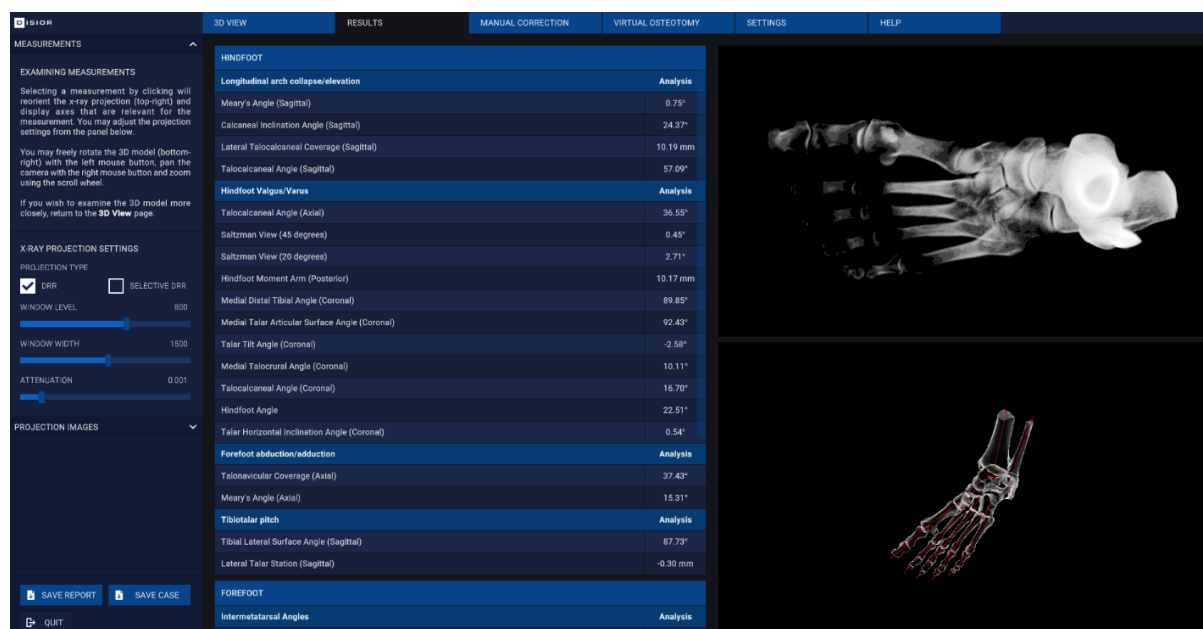 DISIOR
3D VIEW
RESULTS
MANUAL CORRECTION
VIRTUAL OSTEOTOMY
SETTINGS
HELP
MEASUREMENTS
EXAMINING MEASUREMENTS
Selecting a measurement by clicking will
reorient the x-ray projection (top-right) and
display axes that are relevant for the
measurement. You may adjust the projection
settings from the panel below.
You may freely rotate the 3D model (bottom-
right) with the left mouse button, pan the
camera with the right mouse button and zoom
using the scroll wheel.
If you wish to examine the 3D model more
closely, return to the 3D View page.
X-RAY PROJECTION SETTINGS
PROJECTION TYPE
DRR SELECTIVE DRR
WINDOW LEVEL 800
WINDOW WIDTH 1500
ATTENUATION 0.001
PROJECTION IMAGES
SAVE REPORT SAVE CASE
QUIT
HINDFOOT
Longitudinal arch collapse/elevation Analysis
Meary's Angle (Sagittal) 0.75°
Calcaneal Inclination Angle (Sagittal) 24.37°
Lateral Talocalcaneal Coverage (Sagittal) 10.19 mm
Talocalcaneal Angle (Sagittal) 57.09°
Hindfoot Valgus/Varus Analysis
Talocalcaneal Angle (Axial) 36.55°
Saltzman View (45 degrees) 0.45°
Saltzman View (20 degrees) 2.71°
Hindfoot Moment Arm (Posterior) 10.17 mm
Medial Distal Tibial Angle (Coronal) 89.85°
Medial Talar Articular Surface Angle (Coronal) 92.43°
Talar Tilt Angle (Coronal) -2.58°
Medial Talocrural Angle (Coronal) 10.11°
Talocalcaneal Angle (Coronal) 16.70°
Hindfoot Angle 22.51°
Talar Horizontal Inclination Angle (Coronal) 0.54°
Forefoot abduction/adduction Analysis
Talonavicular Coverage (Axial) 37.43°
Meary's Angle (Axial) 15.31°
Tibiotalar pitch Analysis
Tibial Lateral Surface Angle (Sagittal) 87.73°
Lateral Talar Station (Sagittal) -0.30 mm
FOREFOOT
Intermetatarsal Angles Analysis